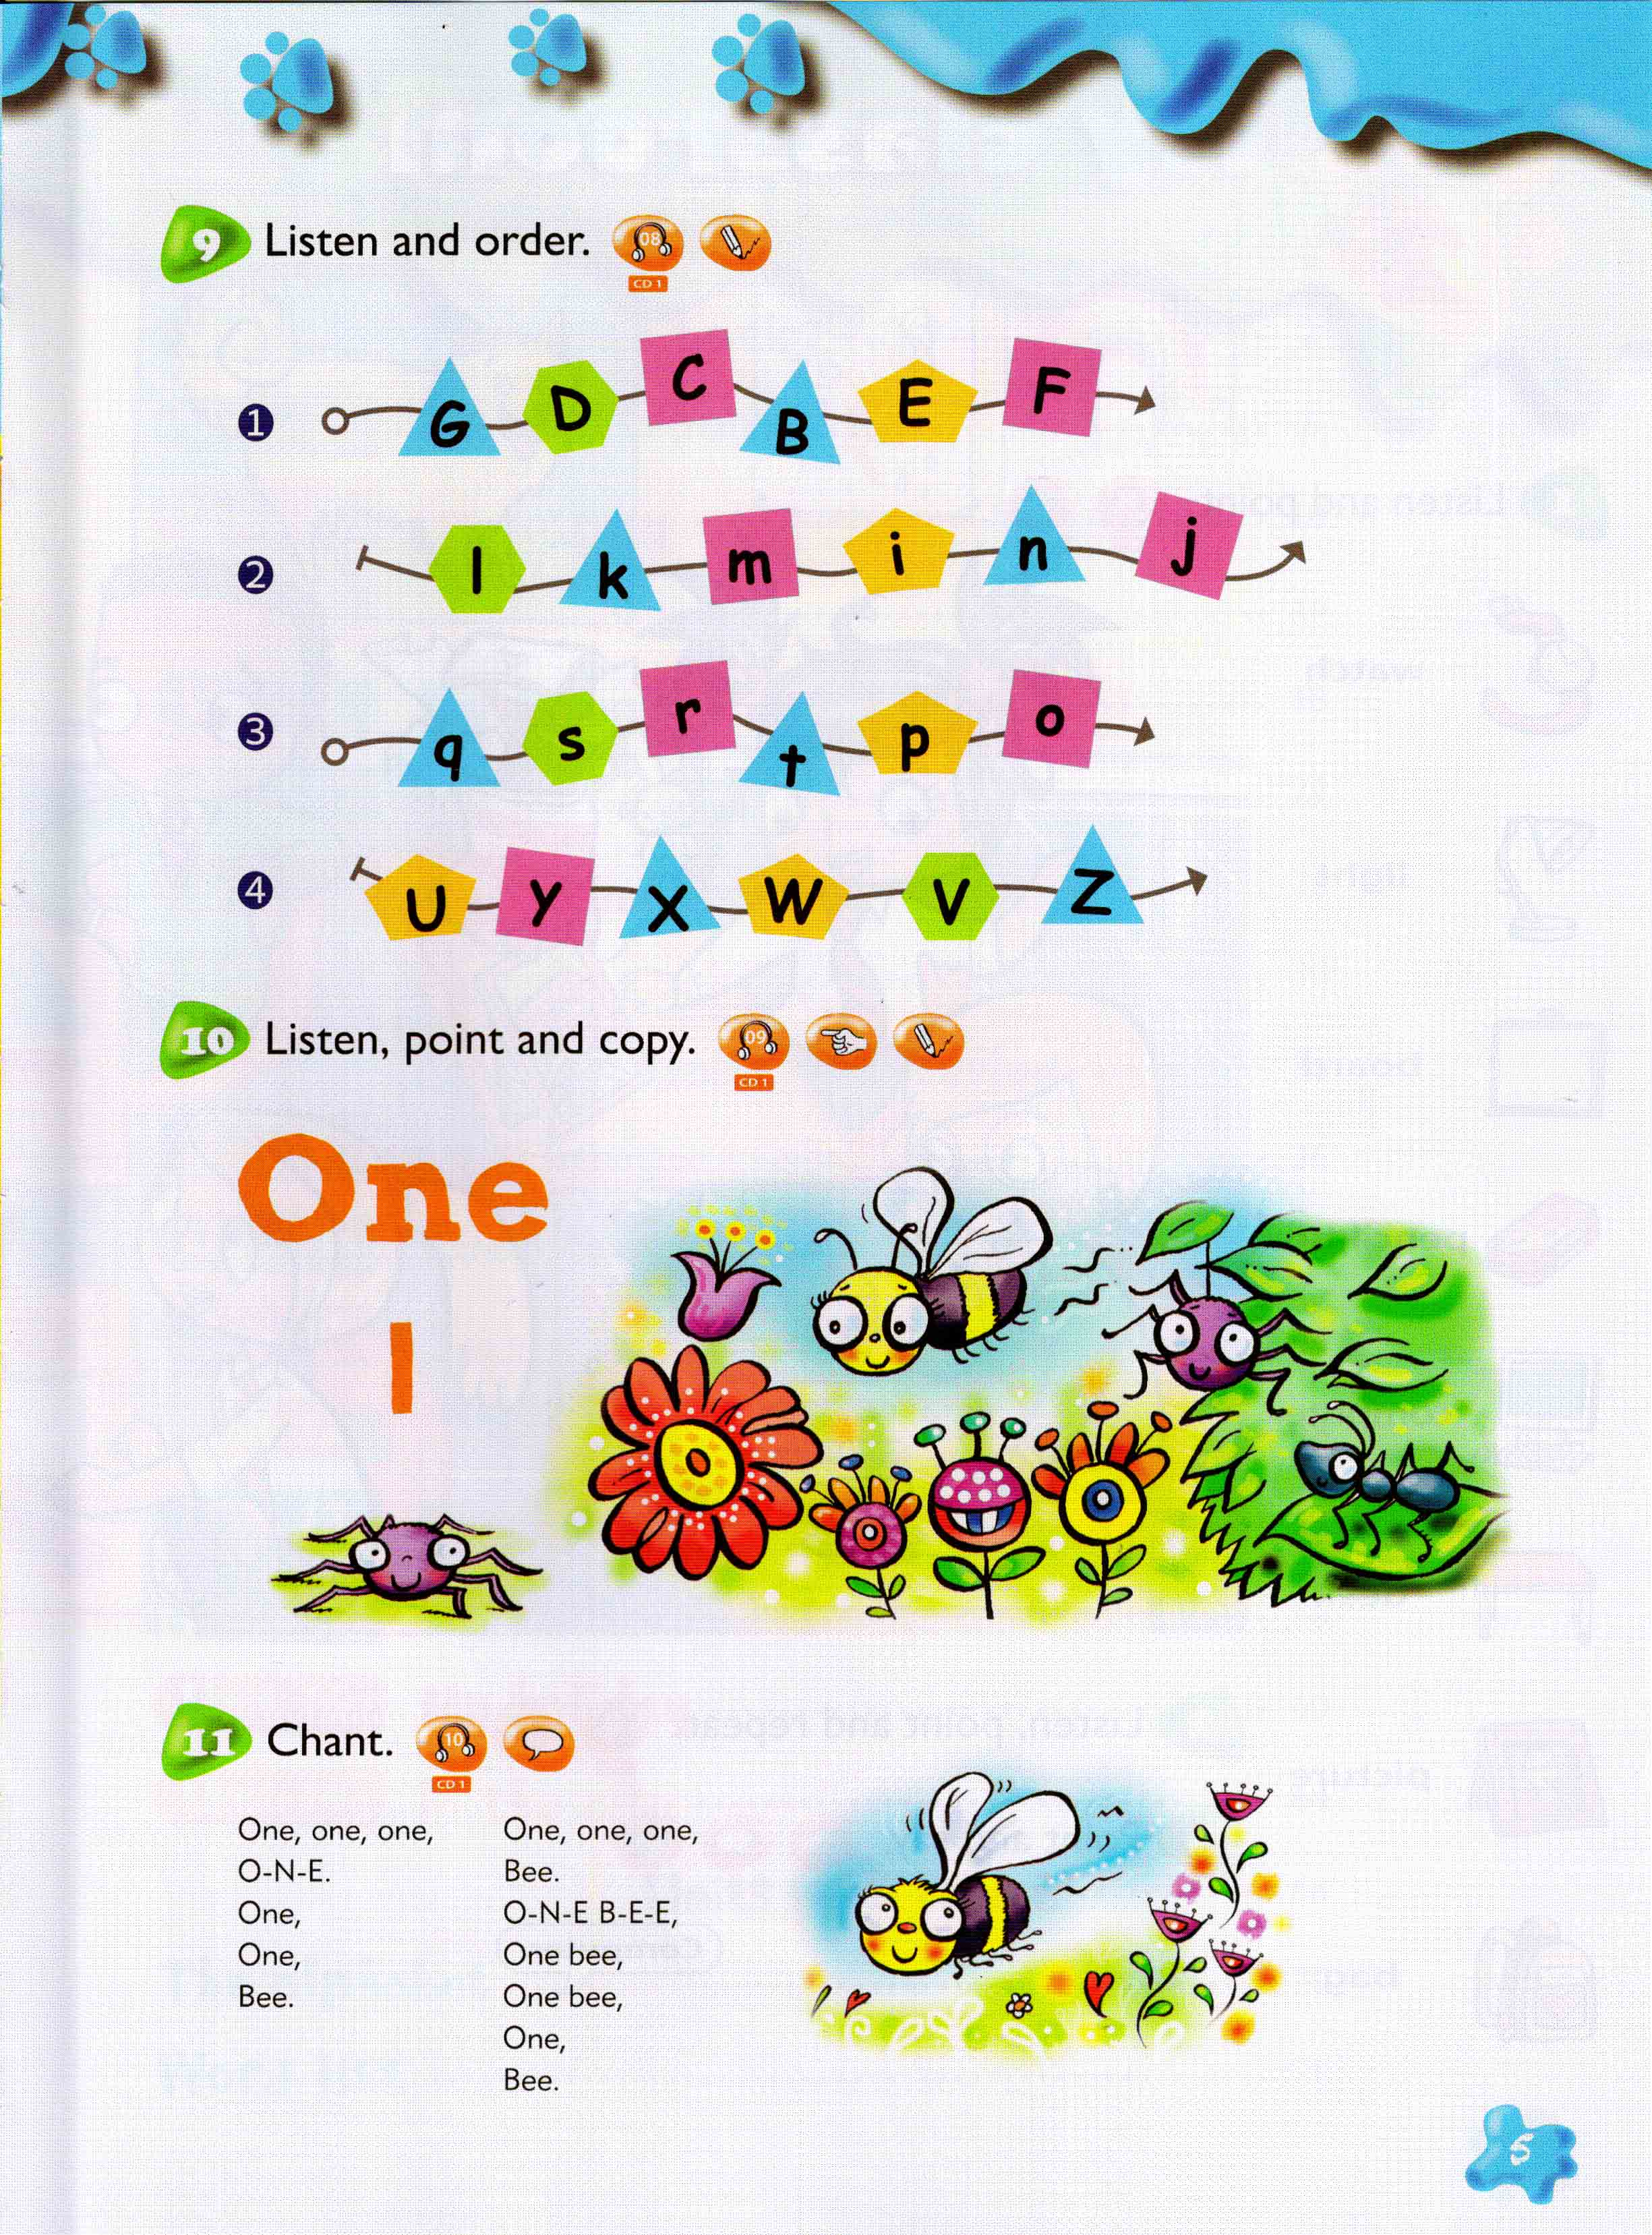 9 Listen and order. 08
CD 1
1 G D C B E F
2 l k m i n j
3 q s r t p o
4 U Y X W V Z
10 Listen, point and copy. 09
CD 1
One
1
11 Chant. 10
CD 1
One, one, one,
O-N-E.
One,
One,
Bee.
One, one, one,
Bee.
O-N-E B-E-E,
One bee,
One bee,
One,
Bee.
5